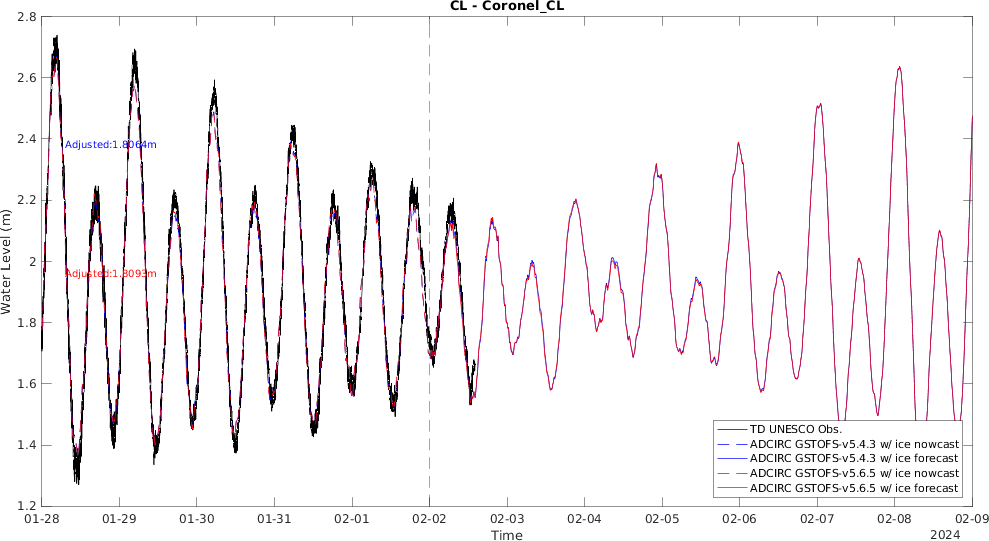 CL - Coronel_CL
2.8
2.6
2.4
2.2
2
1.8
1.6
1.4
1.2
Water Level (m)
Adjusted:1.8064m
Adjusted:1.8093m
TD UNESCO Obs.
ADCIRC GSTOFS-v5.4.3 w/ ice nowcast
ADCIRC GSTOFS-v5.4.3 w/ ice forecast
ADCIRC GSTOFS-v5.6.5 w/ ice nowcast
ADCIRC GSTOFS-v5.6.5 w/ ice forecast
01-28 01-29 01-30 01-31 02-01 02-02 02-03 02-04 02-05 02-06 02-07 02-08 02-09
Time
2024